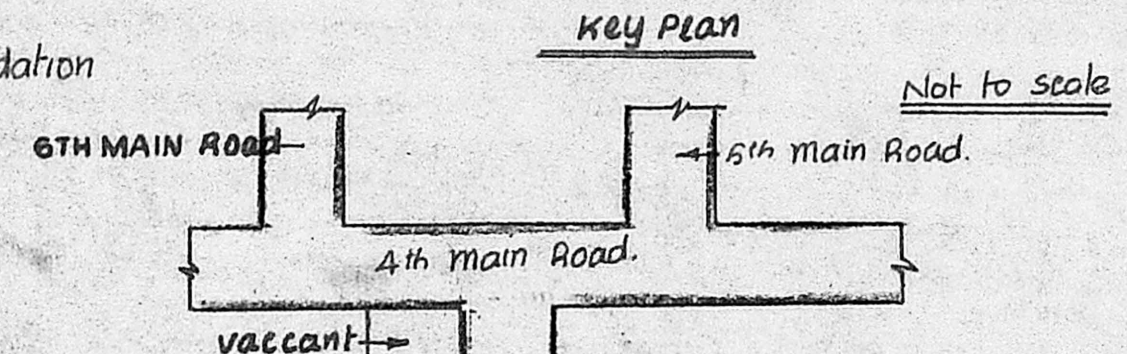 Key Plan
dation
Not to scale
6TH MAIN ROad
5th main Road.
4th main Road.
vaccant